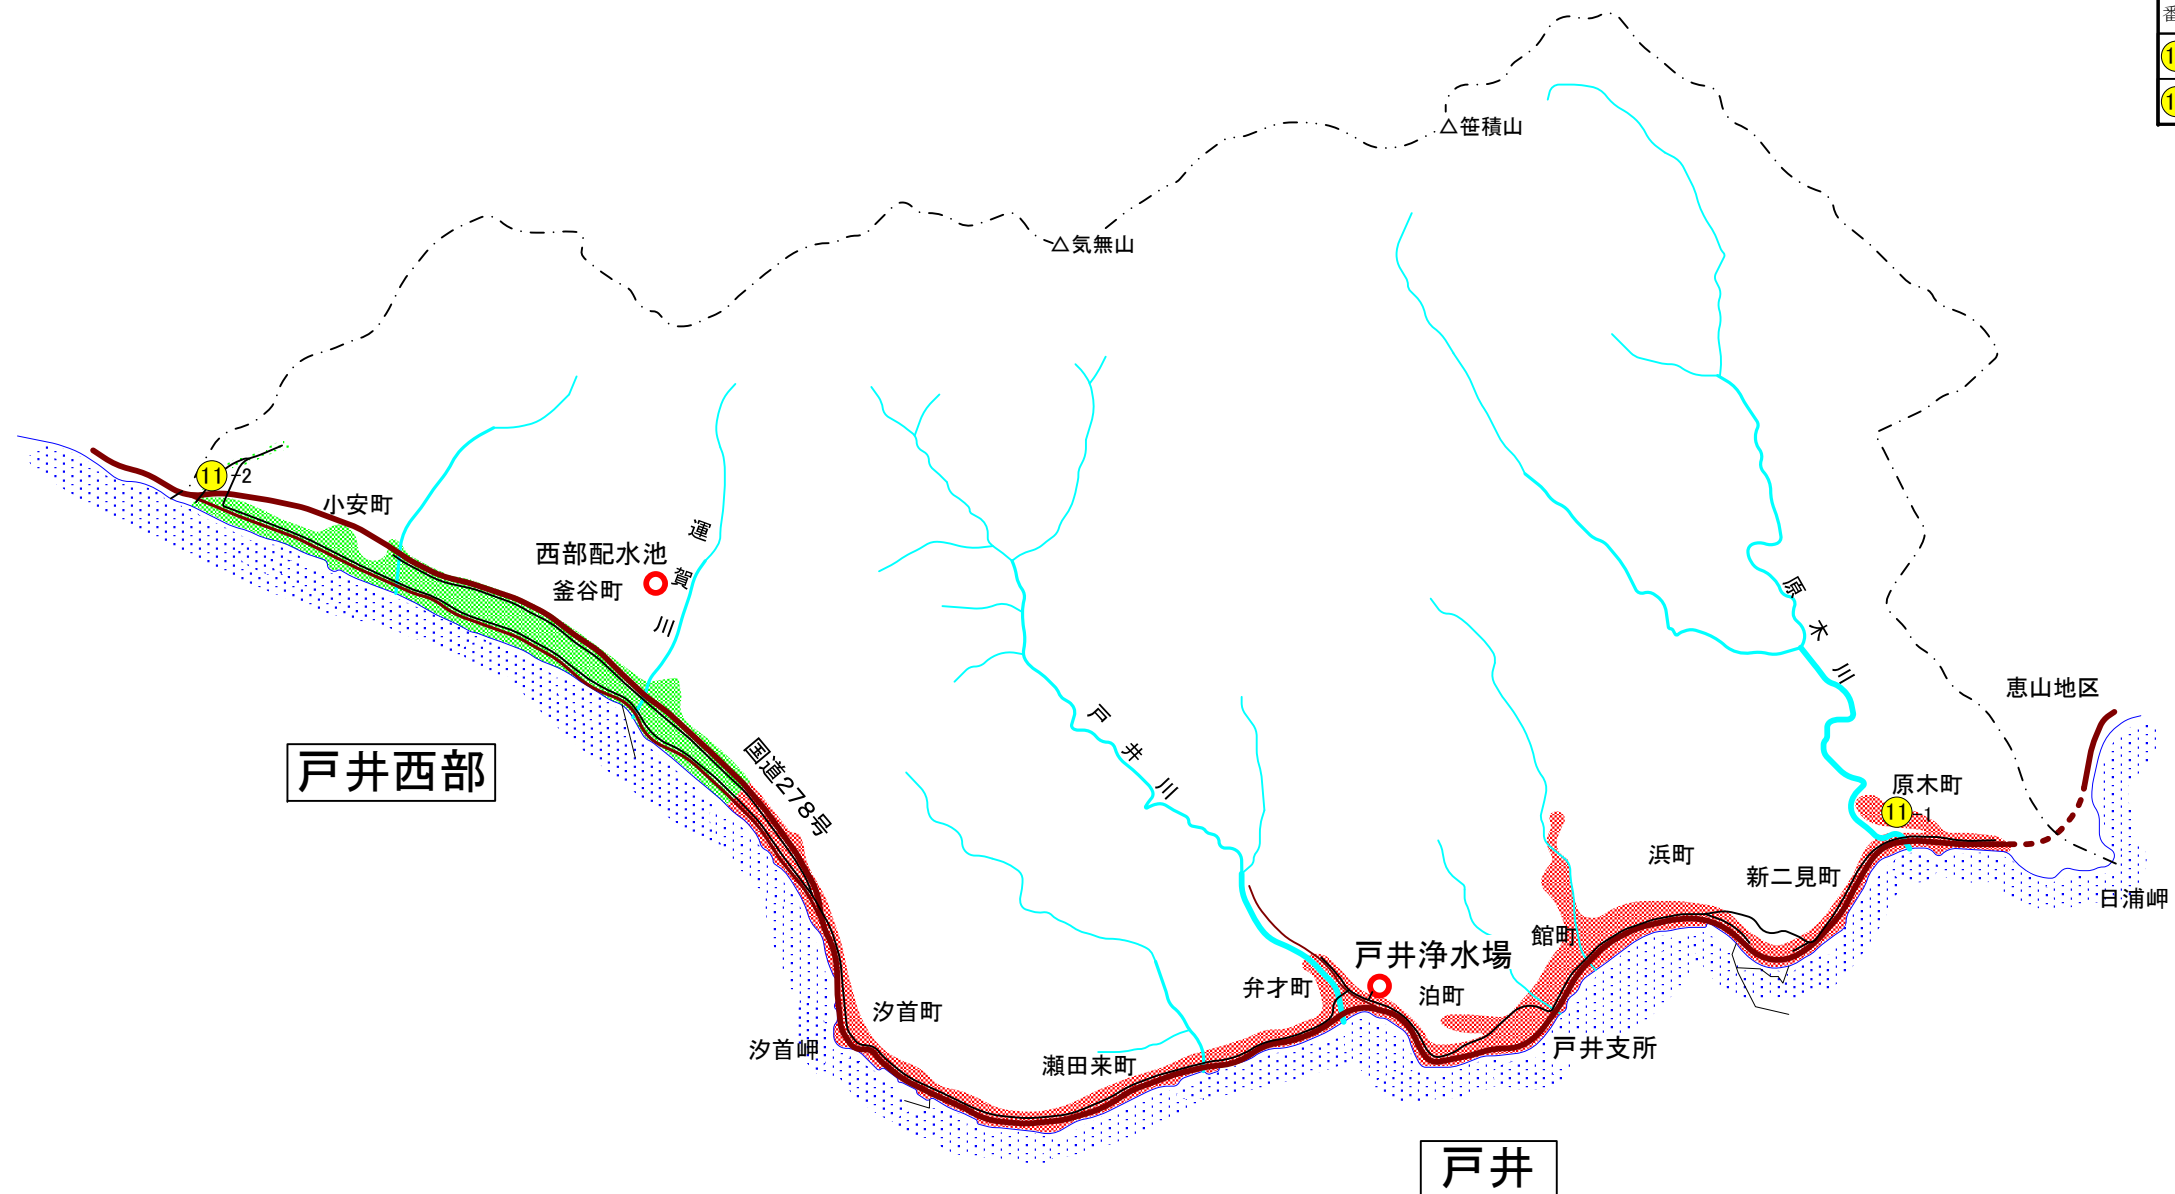 番
1
1
△笹積山
△気無山
11-2
小安町
西部配水池
釜谷町
運賀川
原木川
恵山地区
戸井川
戸井西部
国道278号
原木町
11-1
浜町
新二見町
日浦岬
館町
戸井浄水場
弁才町
泊町
汐首町
汐首岬
瀬田来町
戸井支所
戸井